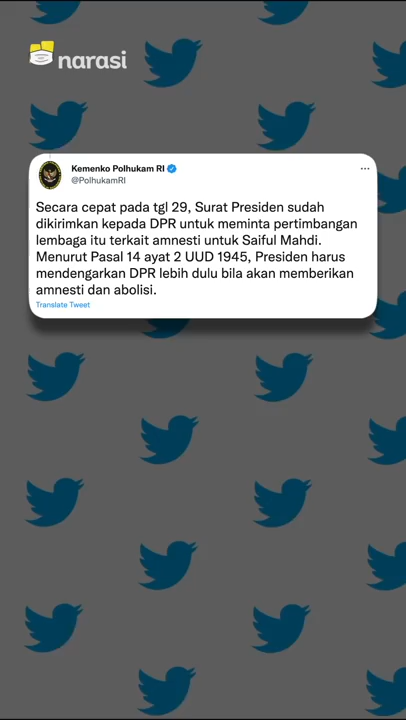 narasi
Kemenko Polhukam RI
@PolhukamRI
Secara cepat pada tgl 29, Surat Presiden sudah
dikirimkan kepada DPR untuk meminta pertimbangan
lembaga itu terkait amnesti untuk Saiful Mahdi.
Menurut Pasal 14 ayat 2 UUD 1945, Presiden harus
mendengarkan DPR lebih dulu bila akan memberikan
amnesti dan abolisi.
Translate Tweet